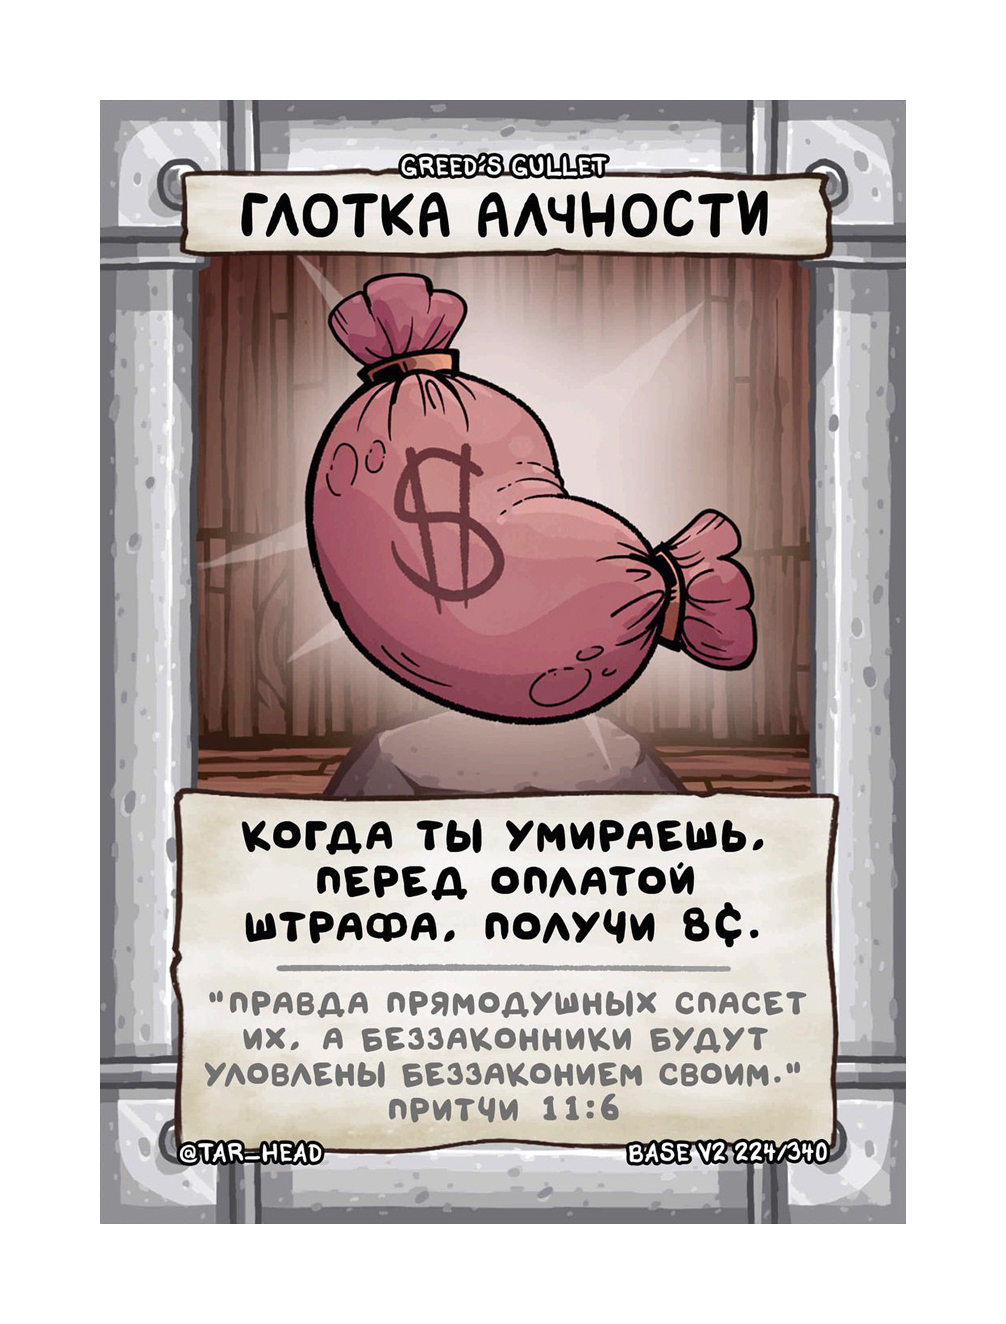 GREED'S GULLET
ГЛОТКА АЛЧНОСТИ
$
КОГДА ТЫ УМИРАЕШЬ,
ПЕРЕД ОПЛАТОЙ
ШТРАФА, ПОЛУЧИ 8¢.
"ПРАВДА ПРЯМОДУШНЫХ СПАСЕТ
ИХ, А БЕЗЗАКОННИКИ БУДУТ
УЛОВЛЕНЫ БЕЗЗАКОНИЕМ СВОИМ."
ПРИТЧИ 11:6
@TAR_HEAD
BASE V2 224/340